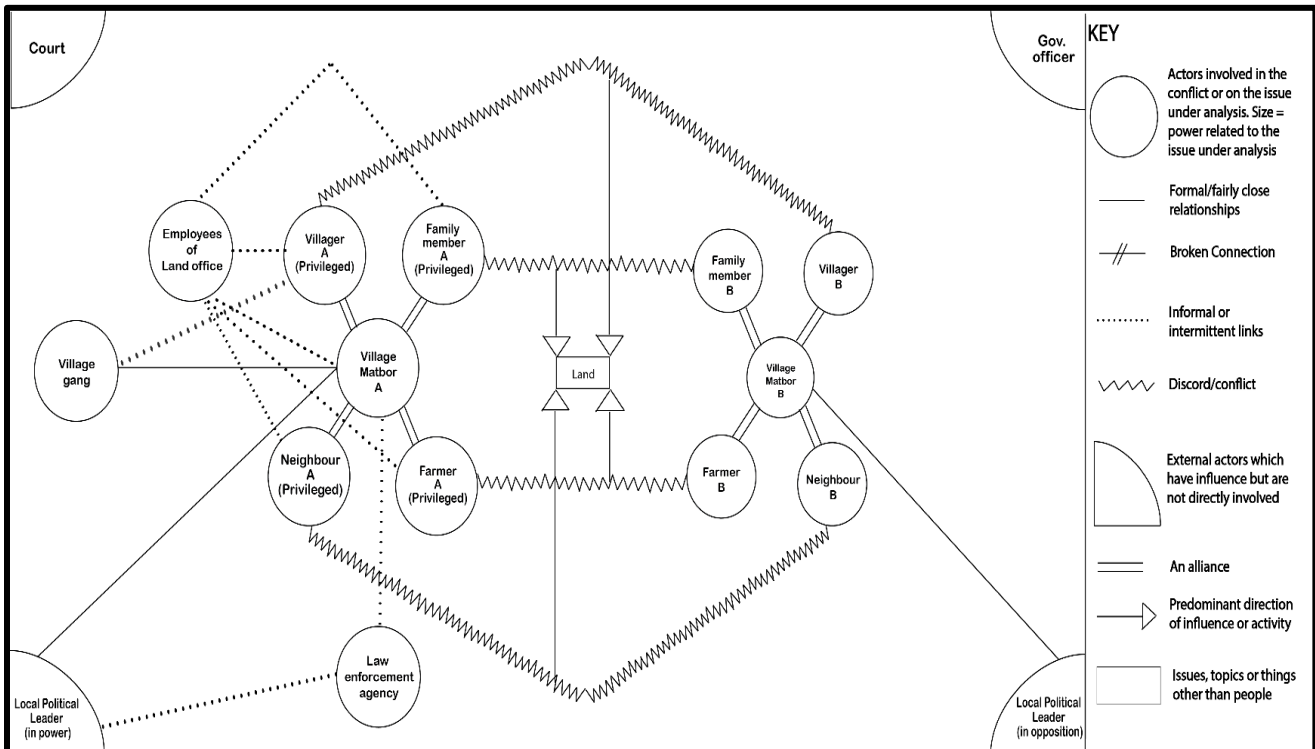 Court
Gov.
officer
Employees
of
Land office
Villager
A
(Privileged)
Family
member
A
(Privileged)
Family
member
B
Villager
B
Village
gang
Village
Matbor
A
Land
Village
Matbor
B
Neighbour
A
(Privileged)
Farmer
A
(Privileged)
Farmer
B
Neighbour
B
Law
enforcement
agency
Local Political
Leader
(in power)
Local Political
Leader
(in opposition)
KEY
Actors involved in the
conflict or on the issue
under analysis. Size =
power related to the
issue under analysis
Formal/fairly close
relationships
Broken Connection
Informal or
intermittent links
Discord/conflict
External actors which
have influence but are
not directly involved
An alliance
Predominant direction
of influence or activity
Issues, topics or things
other than people